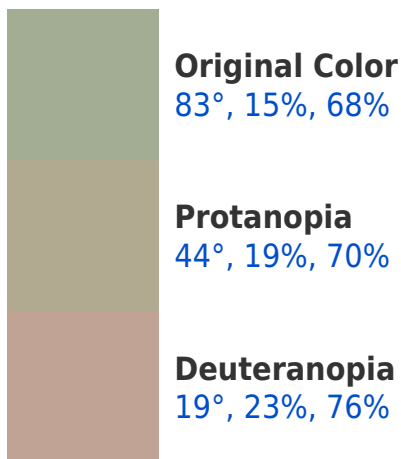 Original Color
83°, 15%, 68%
Protanopia
44°, 19%, 70%
Deuteranopia
19°, 23%, 76%